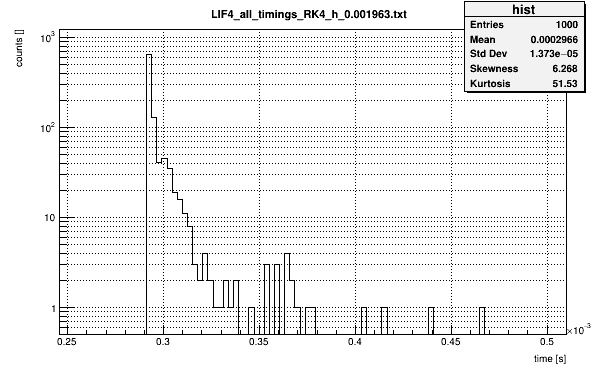 LIF4_all_timings_RK4_h_0.001963.txt
hist
Entries 1000
Mean 0.0002966
Std Dev 1.373e−05
Skewness 6.268
Kurtosis 51.53
counts []
10³
10²
10
1
0.25 0.3 0.35 0.4 0.45 0.5
×10⁻³
time [s]